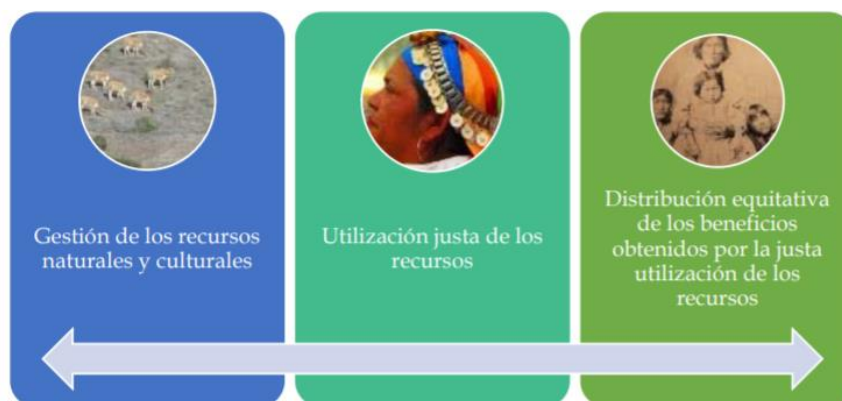 Gestión de los recursos
naturales y culturales
Utilización justa de los
recursos
Distribución equitativa
de los beneficios
obtenidos por la justa
utilización de los
recursos